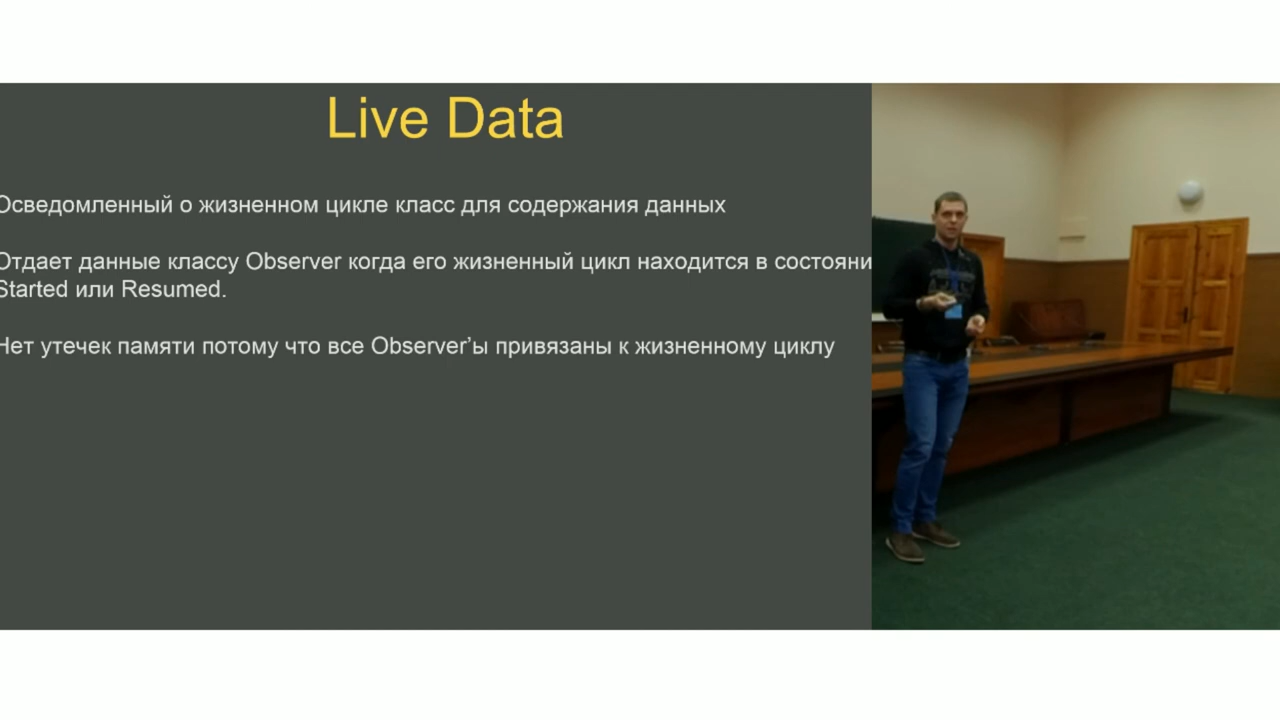 Live Data
Осведомленный о жизненном цикле класс для содержания данных
Отдает данные классу Observer когда его жизненный цикл находится в состояни
Started или Resumed.
Нет утечек памяти потому что все Observer’ы привязаны к жизненному циклу